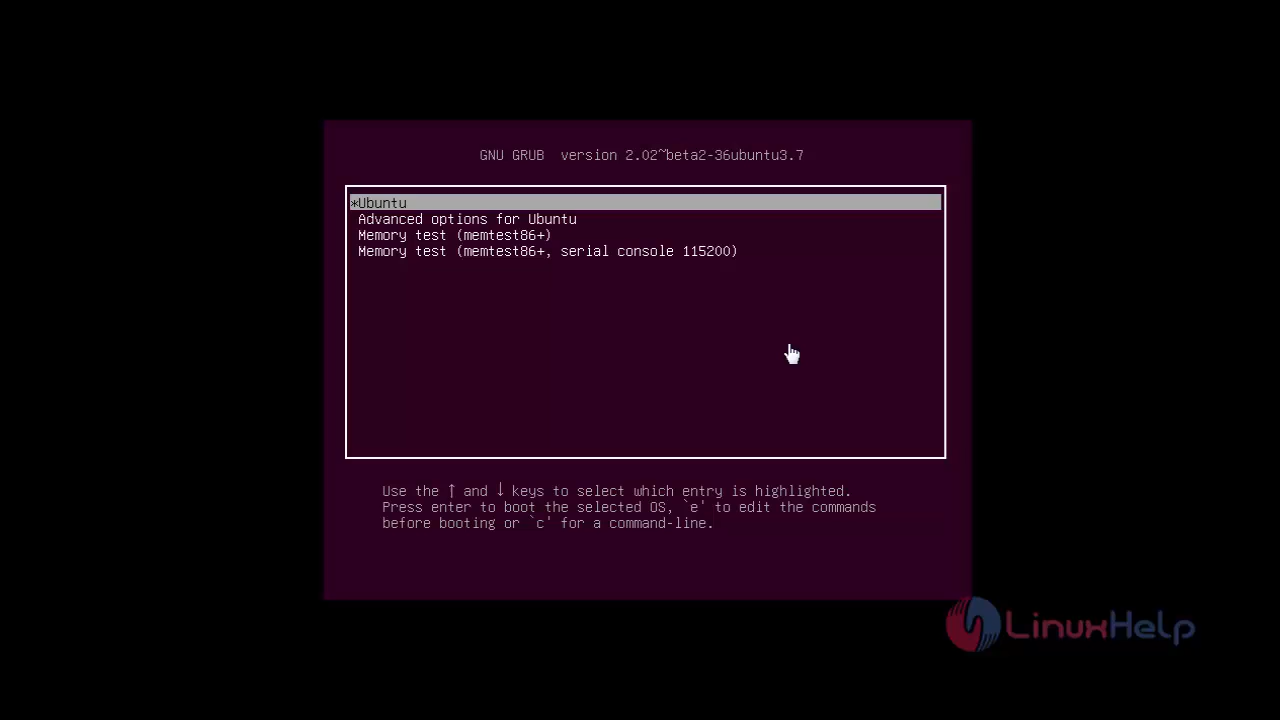 GNU GRUB  version 2.02~beta2-36ubuntu3.7
*Ubuntu
Advanced options for Ubuntu
Memory test (memtest86+)
Memory test (memtest86+, serial console 115200)
Use the ↑ and ↓ keys to select which entry is highlighted.
Press enter to boot the selected OS, `e' to edit the commands
before booting or `c' for a command-line.
LinuxHelp